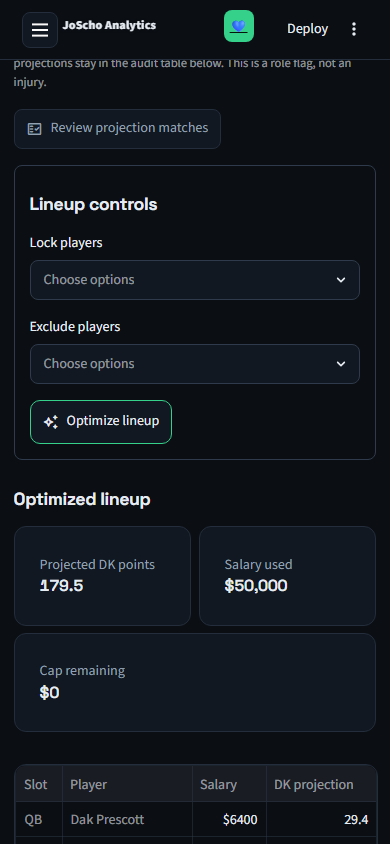 JoScho Analytics
Deploy
projections stay in the audit table below. This is a role flag, not an
injury.
Review projection matches
Lineup controls
Lock players
Choose options
Exclude players
Choose options
Optimize lineup
Optimized lineup
Projected DK points
179.5
Salary used
$50,000
Cap remaining
$0
Slot Player Salary DK projection
QB Dak Prescott $6400 29.4